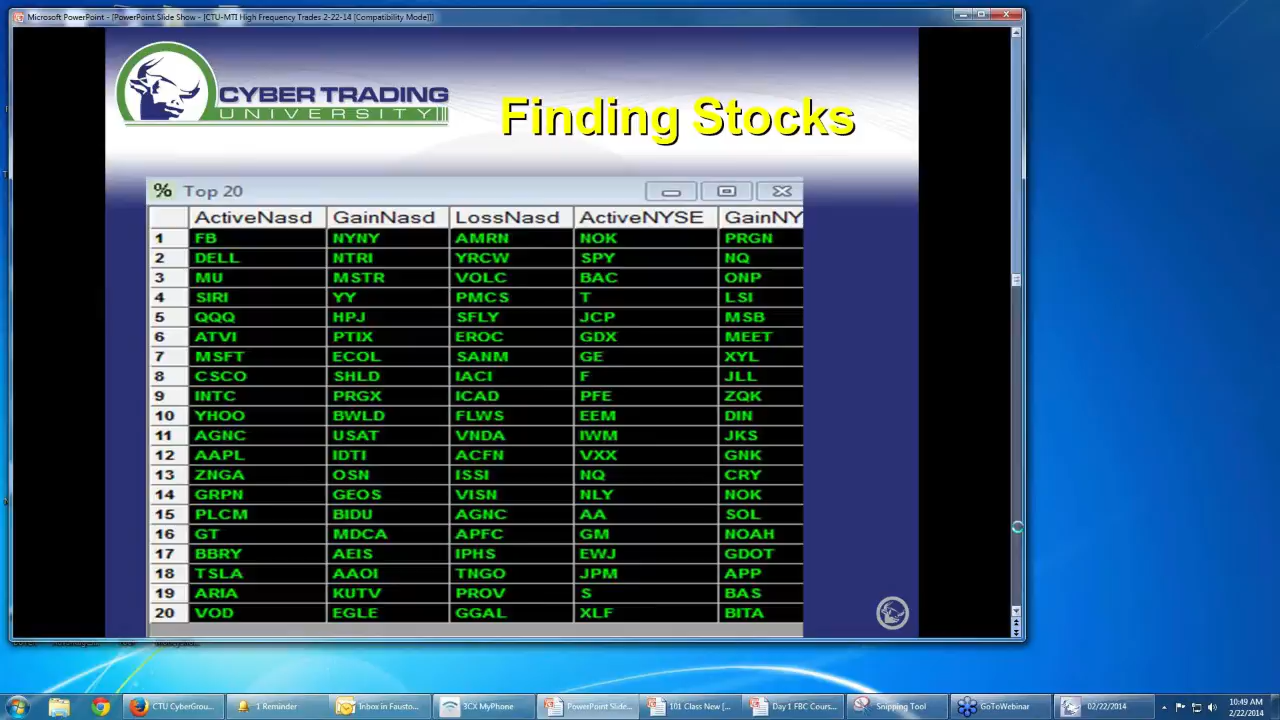 Microsoft PowerPoint - [PowerPoint Slide Show - [CTU-MTI High Frequency Trades 2-22-14 [Compatibility Mode]]]
CYBER TRADING
UNIVERSITY
Finding Stocks
% Top 20
ActiveNasd GainNasd LossNasd ActiveNYSE GainNY
1 FB NYNY AMRN NOK PRGN
2 DELL NTRI YRCW SPY NQ
3 MU MSTR VOLC BAC ONP
4 SIRI YY PMCS T LSI
5 QQQ HPJ SFLY JCP MSB
6 ATVI PTIX EROC GDX MEET
7 MSFT ECOL SANM GE XYL
8 CSCO SHLD IACI F JLL
9 INTC PRGX ICAD PFE ZQK
10 YHOO BWLD FLWS EEM DIN
11 AGNC USAT VNDA IWM JKS
12 AAPL IDTI ACFN VXX GNK
13 ZNGA OSN ISSI NQ CRY
14 GRPN GEOS VISN NLY NOK
15 PLCM BIDU AGNC AA SOL
16 GT MDCA APFC GM NOAH
17 BBRY AEIS IPHS EWJ GDOT
18 TSLA AAOI TNGO JPM APP
19 ARIA KUTV PROV S BAS
20 VOD EGLE GGAL XLF BITA
CTU CyberGrou... 1 Reminder Inbox in Fausto... 3CX MyPhone PowerPoint Slide... 101 Class New [... Day 1 FBC Cours... Snipping Tool GoToWebinar 02/22/2014 10:49 AM
2/22/2014